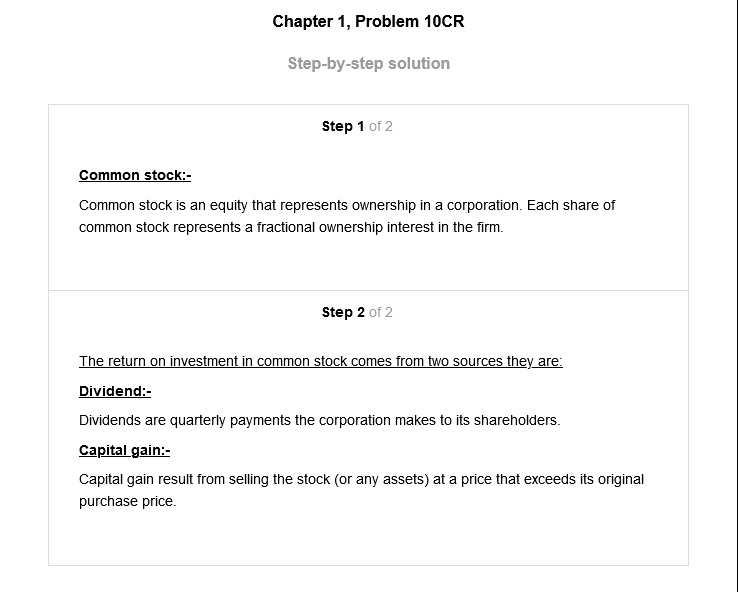 Chapter 1, Problem 10CR
Step-by-step solution
Step 1 of 2
Common stock:-
Common stock is an equity that represents ownership in a corporation. Each share of
common stock represents a fractional ownership interest in the firm.
Step 2 of 2
The return on investment in common stock comes from two sources they are:
Dividend:-
Dividends are quarterly payments the corporation makes to its shareholders.
Capital gain:-
Capital gain result from selling the stock (or any assets) at a price that exceeds its original
purchase price.